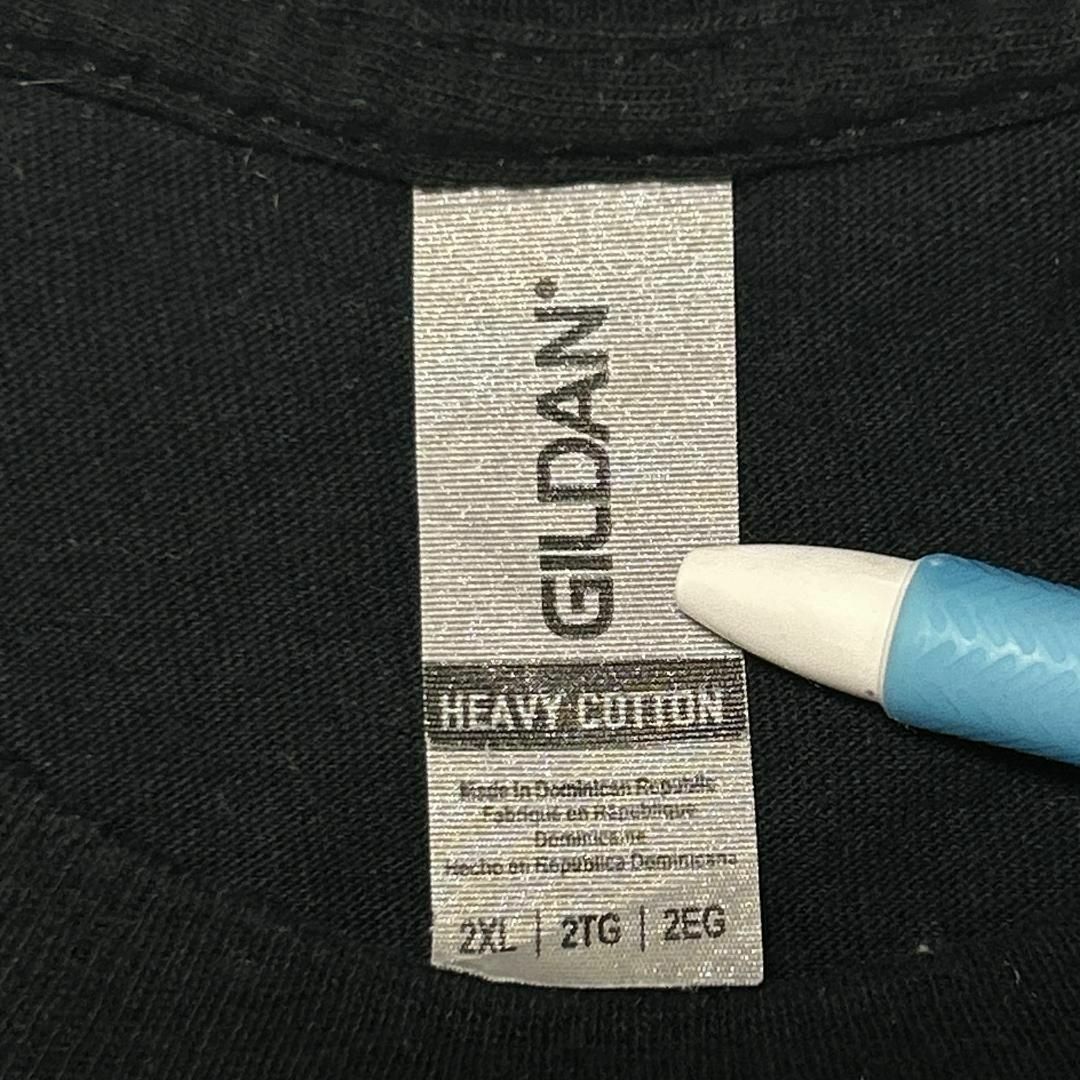 GILDAN®
HEAVY COTTON
Made in Dominican Republic
Fabriqué en République
Dominicaine
Hecho en República Dominicana
2XL | 2TG | 2EG